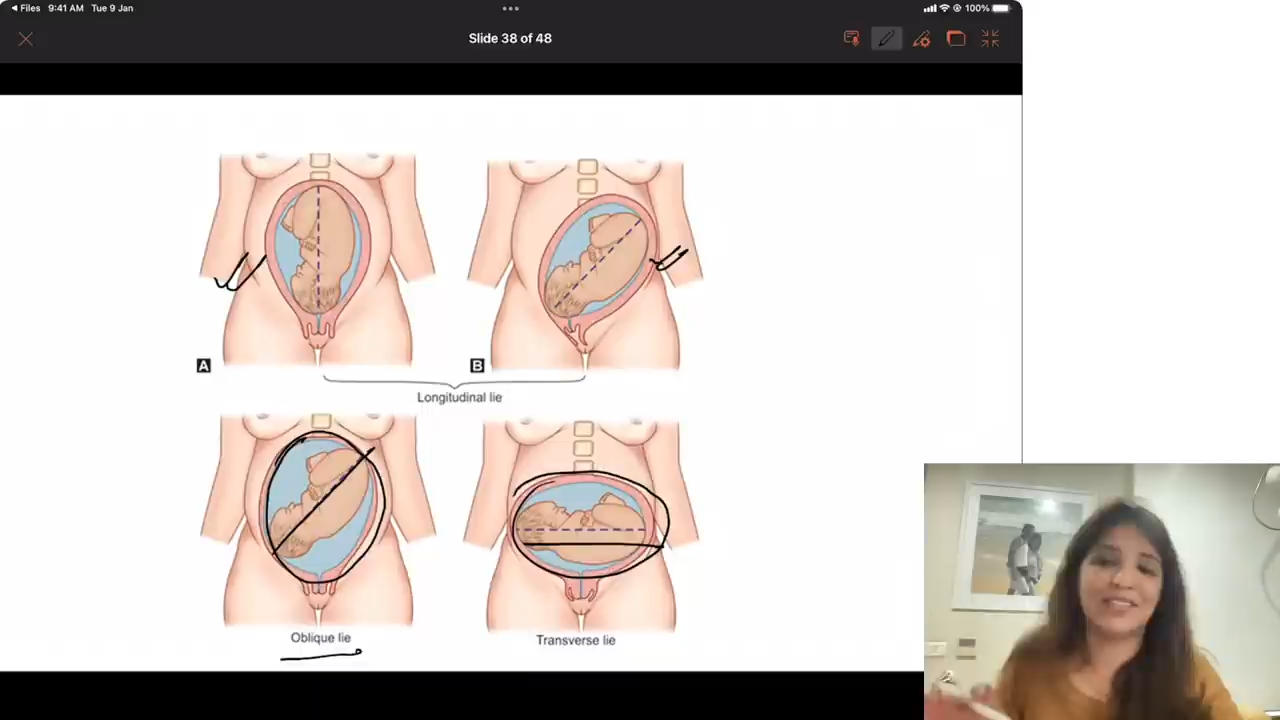 Files 9:41 AM Tue 9 Jan
100%
Slide 38 of 48
A
B
Longitudinal lie
Oblique lie
Transverse lie